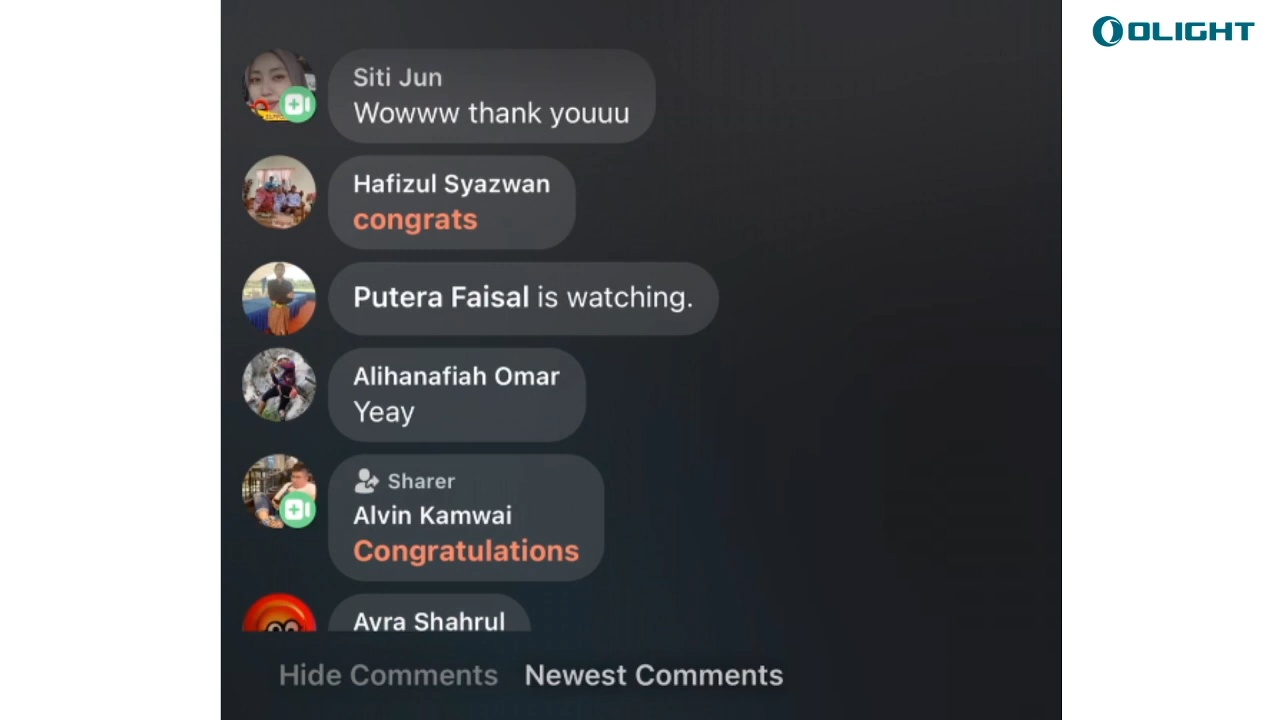 OLIGHT
Siti Jun
Wowww thank youuu
Hafizul Syazwan
congrats
Putera Faisal is watching.
Alihanafiah Omar
Yeay
Sharer
Alvin Kamwai
Congratulations
Ayra Shahrul
Hide Comments Newest Comments